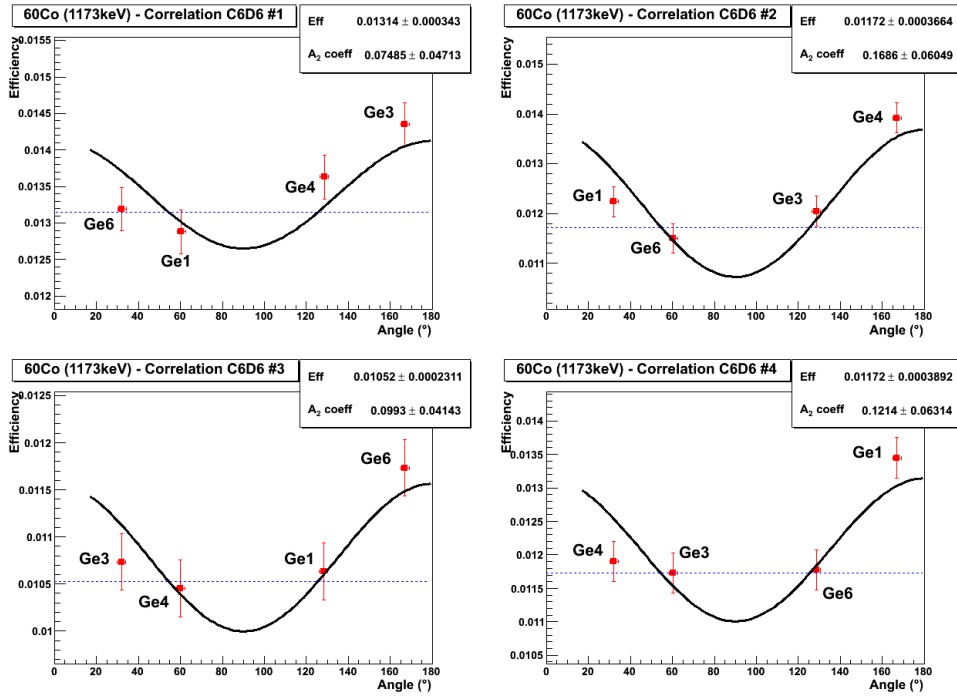 60Co (1173keV) - Correlation C6D6 #1
Eff 0.01314 ± 0.000343
A2 coeff 0.07485 ± 0.04713
Efficiency
0.0155
0.015
0.0145
0.014
0.0135
0.013
0.0125
0.012
Ge3
Ge4
Ge6
Ge1
0 20 40 60 80 100 120 140 160 180
Angle (°)
60Co (1173keV) - Correlation C6D6 #2
Eff 0.01172 ± 0.0003664
A2 coeff 0.1686 ± 0.06049
Efficiency
0.015
0.014
0.013
0.012
0.011
Ge4
Ge1
Ge3
Ge6
0 20 40 60 80 100 120 140 160 180
Angle (°)
60Co (1173keV) - Correlation C6D6 #3
Eff 0.01052 ± 0.0002311
A2 coeff 0.0993 ± 0.04143
Efficiency
0.0125
0.012
0.0115
0.011
0.0105
0.01
Ge6
Ge3
Ge1
Ge4
0 20 40 60 80 100 120 140 160 180
Angle (°)
60Co (1173keV) - Correlation C6D6 #4
Eff 0.01172 ± 0.0003892
A2 coeff 0.1214 ± 0.06314
Efficiency
0.014
0.0135
0.013
0.0125
0.012
0.0115
0.011
0.0105
Ge1
Ge4
Ge3
Ge6
0 20 40 60 80 100 120 140 160 180
Angle (°)